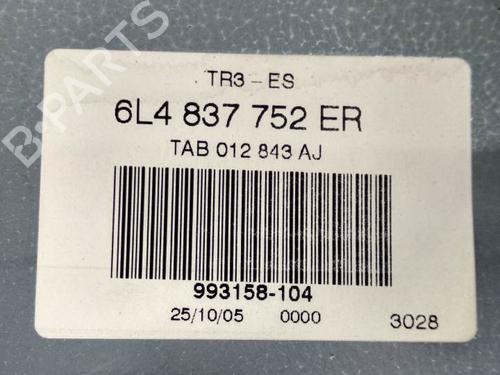 TR3 - ES
6L4 837 752 ER
TAB 012 843 AJ
993158-104
25/10/05 0000 3028
B-PARTS